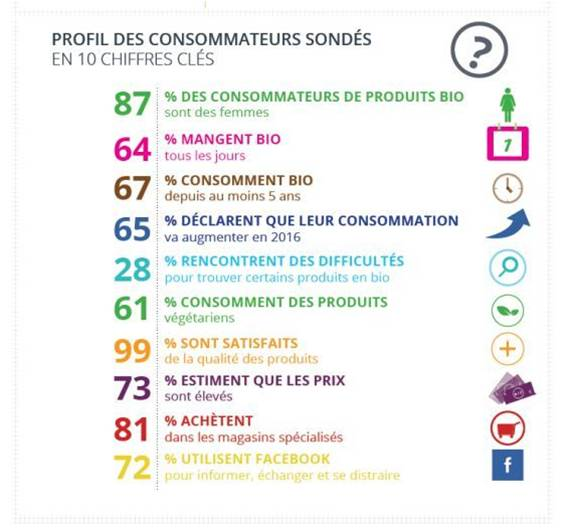 PROFIL DES CONSOMMATEURS SONDÉS
EN 10 CHIFFRES CLÉS
?
87 % DES CONSOMMATEURS DE PRODUITS BIO
sont des femmes
64 % MANGENT BIO
tous les jours
1
67 % CONSOMMENT BIO
depuis au moins 5 ans
65 % DÉCLARENT QUE LEUR CONSOMMATION
va augmenter en 2016
28 % RENCONTRENT DES DIFFICULTÉS
pour trouver certains produits en bio
61 % CONSOMMENT DES PRODUITS
végétariens
99 % SONT SATISFAITS
de la qualité des produits
73 % ESTIMENT QUE LES PRIX
sont élevés
81 % ACHÈTENT
dans les magasins spécialisés
72 % UTILISENT FACEBOOK
pour informer, échanger et se distraire
f